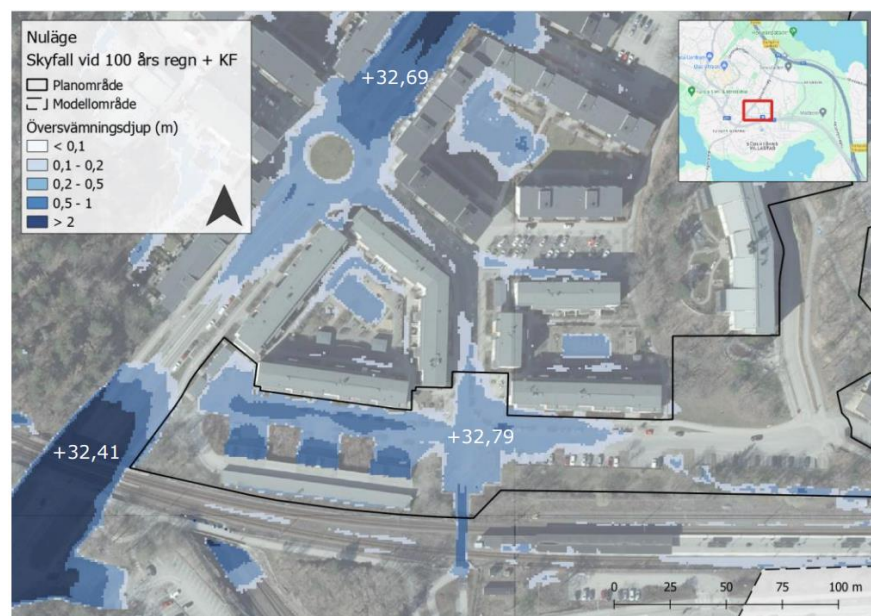 Nuläge
Skyfall vid 100 års regn + KF
Planområde
Modellområde
Översvämningsdjup (m)
< 0,1
0,1 - 0,2
0,2 - 0,5
0,5 - 1
> 2
+32,69
+32,41
+32,79
0 25 50 75 100 m